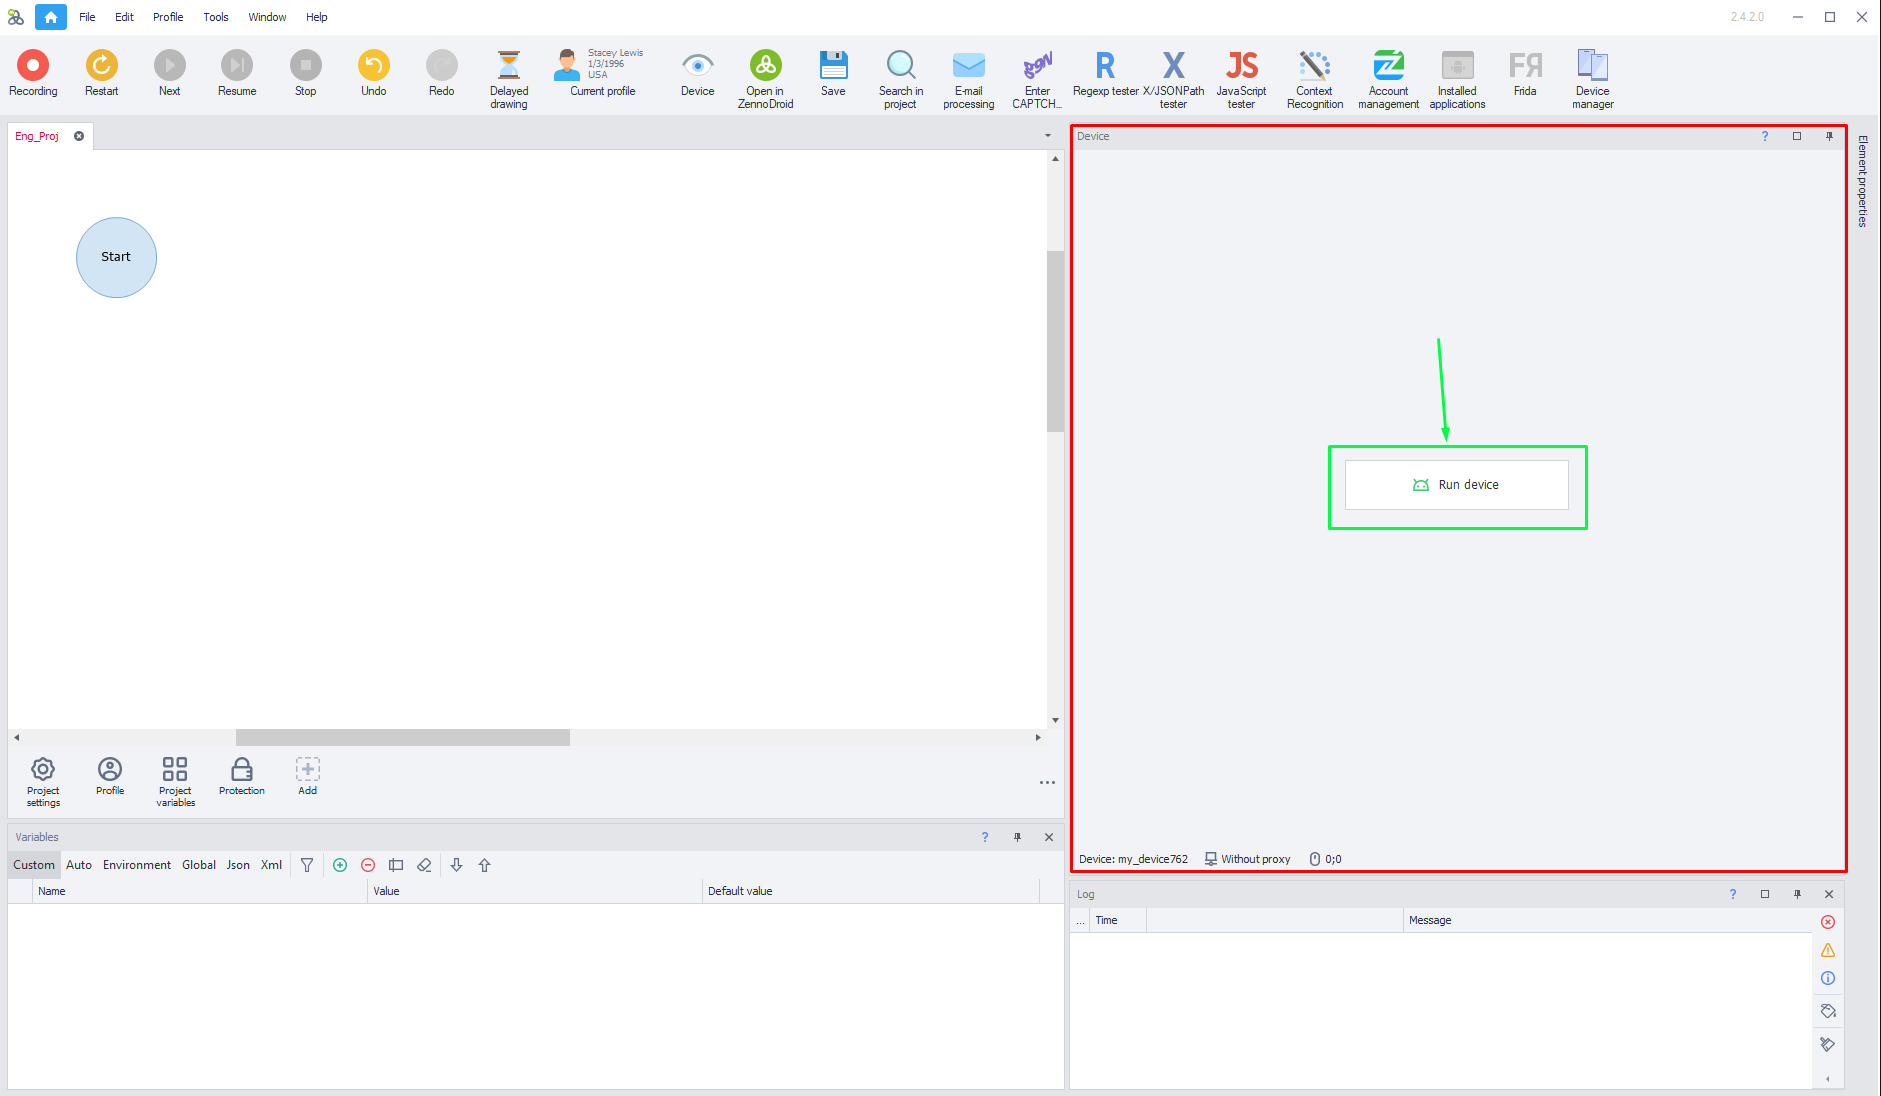 File Edit Profile Tools Window Help 2.4.2.0
Recording Restart Next Resume Stop Undo Redo Delayed drawing
Stacey Lewis
1/3/1996
USA
Current profile
Device Open in ZennoDroid Save Search in project E-mail processing Enter CAPTCH... Regexp tester X/JSONPath tester JavaScript tester Context Recognition Account management Installed applications Frida Device manager
Eng_Proj
Device
Element properties
Start
Run device
Device: my_device762 Without proxy 0;0
Project settings Profile Project variables Protection Add
Variables
Custom Auto Environment Global Json Xml
Name Value Default value
Log
... Time Message